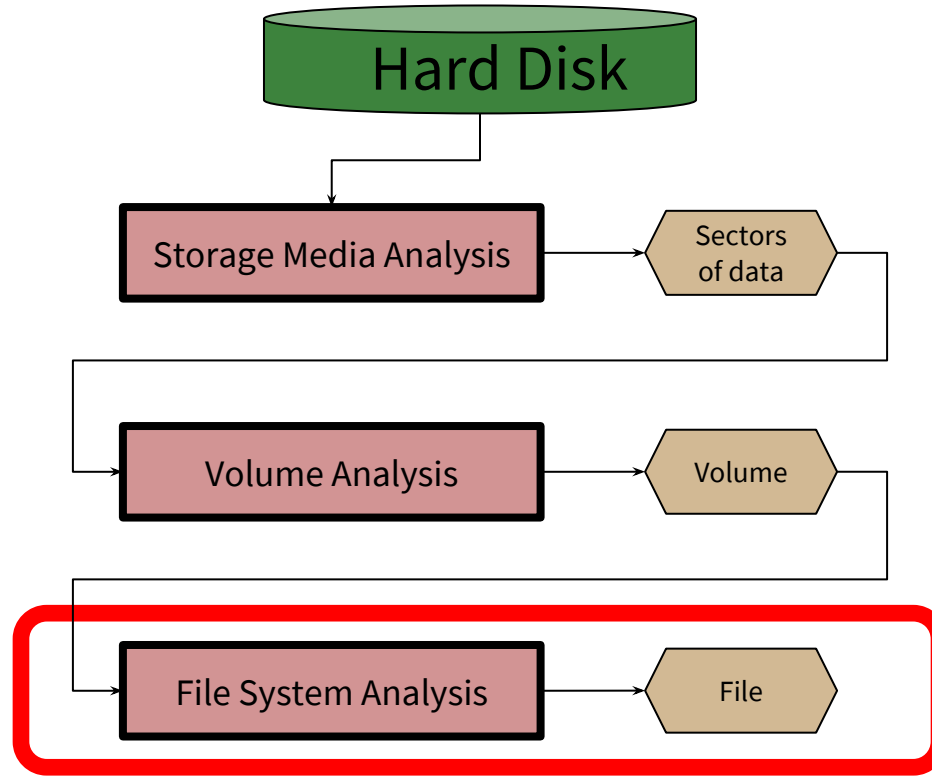 Hard Disk
Storage Media Analysis
Sectors
of data
Volume Analysis
Volume
File System Analysis
File